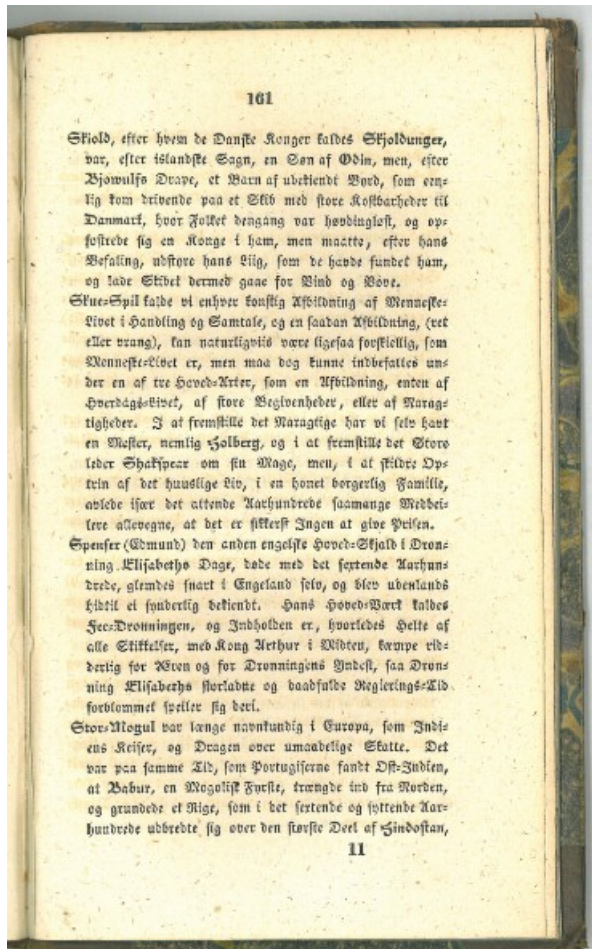 161
Skiold, efter hvem de Danske Konger kaldes Skjoldunger,
var, efter islandske Sagn, en Søn af Odin, men, efter
Bjowulfs Drape, et Barn af ubekiendt Byrd, som een-
lig kom drivende paa et Skib med store Kostbarheder til
Danmark, hvor Folket dengang var høvdingløst, og op-
fostrede sig en Konge i ham, men maatte, efter hans
Befaling, udstyre hans Liig, som de havde fundet ham,
og lade Skibet dermed gaae for Vind og Vove.
Skue-Spil kalde vi enhver konstig Afbildning af Menneske-
Livet i Handling og Samtale, og en saadan Afbildning, (ret
eller vrang), kan naturligviis være ligesaa forskiellig, som
Menneske-Livet er, men maa dog kunne indbefattes un-
der en af tre Hoved-Arter, som en Afbildning, enten af
Hverdags-Livet, af store Begivenheder, eller af Narag-
tigheder. I at fremstille det Naragtige har vi selv havt
en Mester, nemlig Holberg, og i at fremstille det Store
leder Shakspear om sin Mage, men, i at skildre Op-
trin af det huuslige Liv, i en honet borgerlig Familie,
avlede især det attende Aarhundrede saamange Medbei-
lere allevegne, at det er sikkerst Ingen at give Prisen.
Spenser (Edmund) den anden engelske Hoved-Skjald i Dron-
ning Elisabeths Dage, døde med det sextende Aarhun-
drede, glemdes snart i Engeland selv, og blev udenlands
hidtil ei synderlig bekiendt. Hans Hoved-Værk kaldes
Fee-Dronningen, og Indholden er, hvorledes Helte af
alle Skikkelser, med Kong Arthur i Midten, kæmpe rid-
derlig for Æren og for Dronningens Yndest, saa Dron-
ning Elisabeths storladne og daadfulde Regierings-Tid
forblommet speiler sig deri.
Stor-Mogul var længe navnkundig i Europa, som Indi-
ens Keiser, og Dragen over umaadelige Skatte. Det
var paa samme Tid, som Portugiserne fandt Ost-Indien,
at Babur, en Mogolisk Fyrste, trængde ind fra Norden,
og grundede et Rige, som i det sextende og syttende Aar-
hundrede udbredte sig over den største Deel af Hindostan,
11